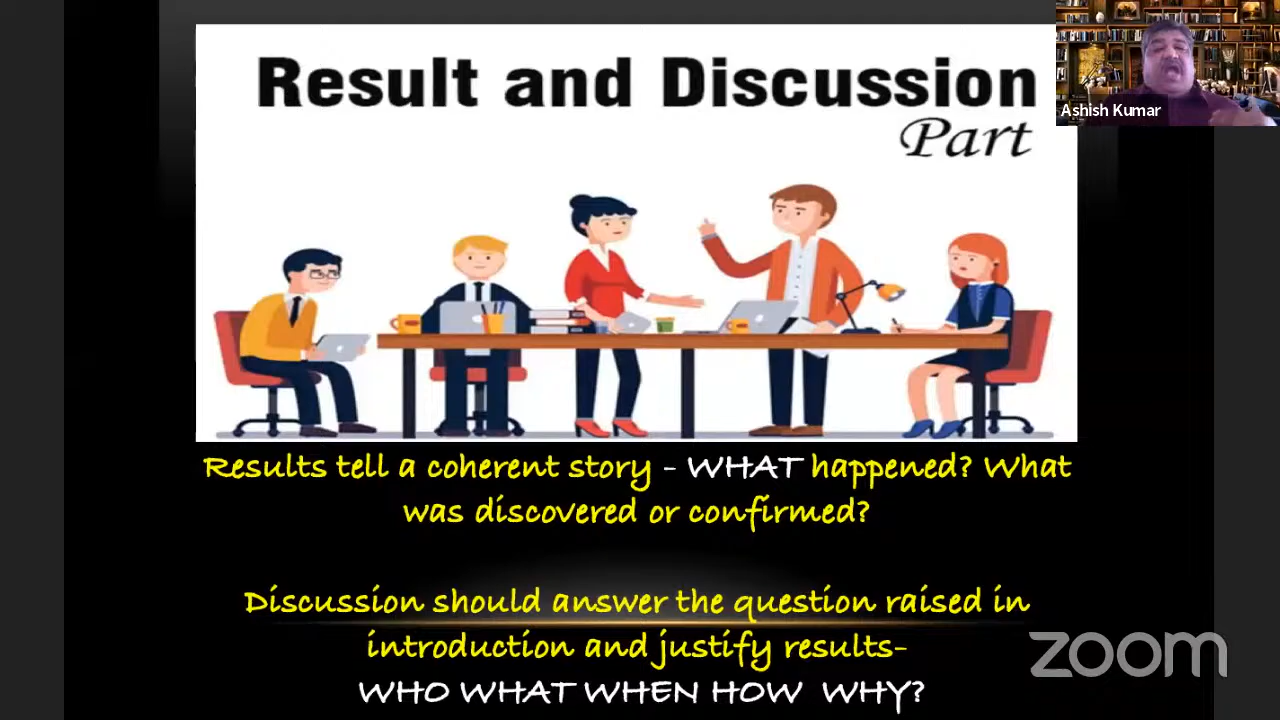 Result and Discussion
Part
Ashish Kumar
Results tell a coherent story - WHAT happened? What
was discovered or confirmed?
Discussion should answer the question raised in
introduction and justify results-
WHO WHAT WHEN HOW WHY?
zoom